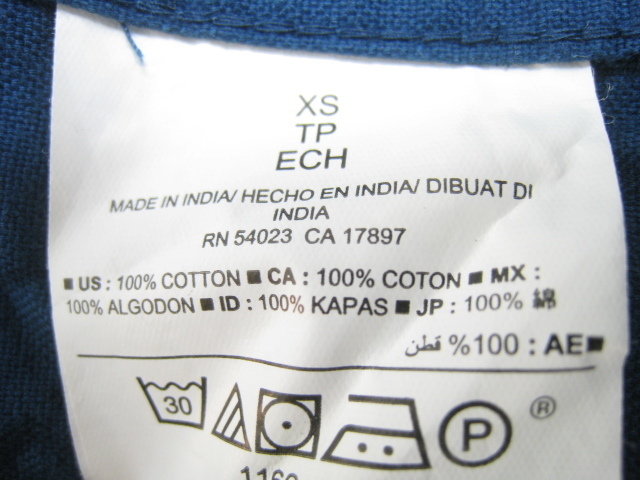 XS
TP
ECH
MADE IN INDIA/ HECHO EN INDIA/ DIBUAT DI
INDIA
RN 54023 CA 17897
■ US : 100% COTTON ■ CA : 100% COTON ■ MX :
100% ALGODON ■ ID : 100% KAPAS ■ JP : 100% 綿
■AE : 100% قطن
30 P ®